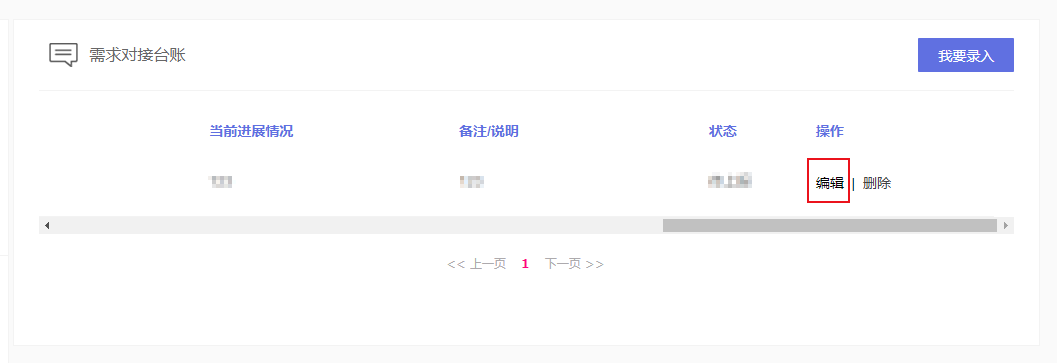 需求对接台账
我要录入
当前进展情况 备注/说明 状态 操作
编辑 | 删除
<< 上一页 1 下一页 >>